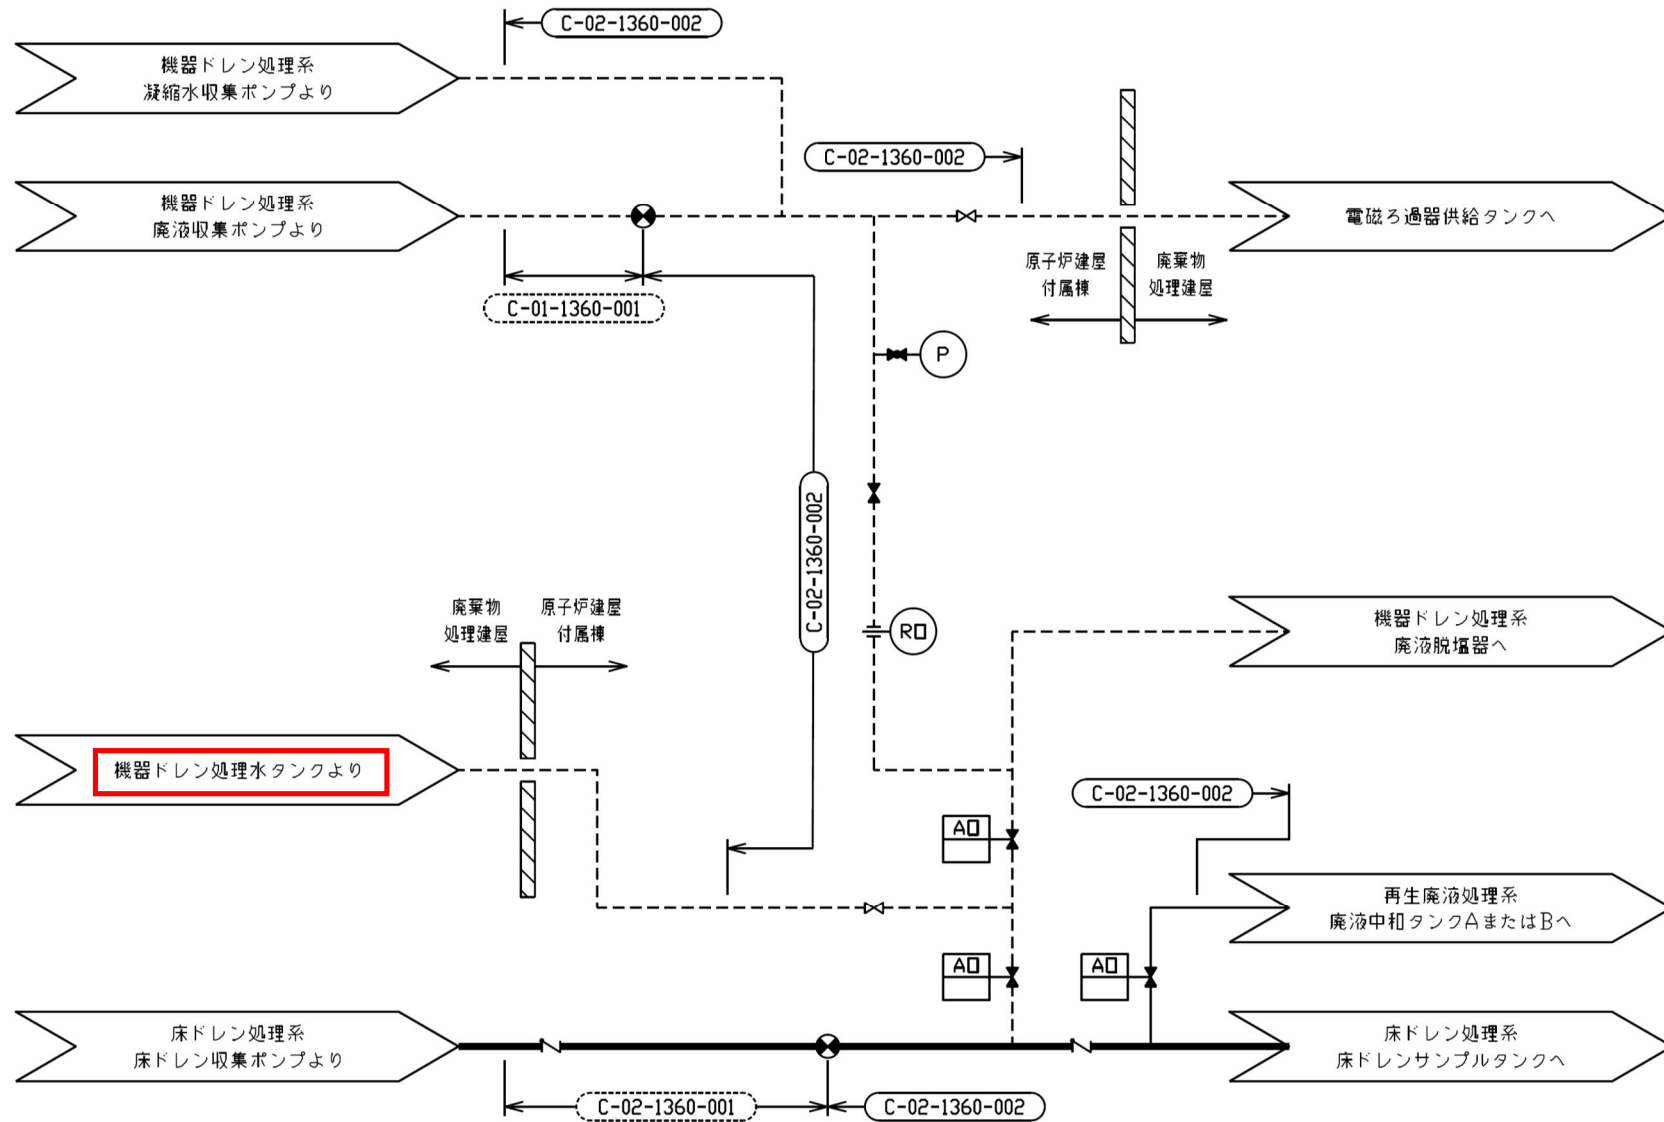 C-02-1360-002
機器ドレン処理系
凝縮水収集ポンプより
C-02-1360-002
機器ドレン処理系
廃液収集ポンプより
電磁ろ過器供給タンクへ
原子炉建屋
付属棟
廃棄物
処理建屋
C-01-1360-001
P
C-02-1360-002
廃棄物
処理建屋
原子炉建屋
付属棟
RO
機器ドレン処理系
廃液脱塩器へ
機器ドレン処理水タンクより
C-02-1360-002
AO
再生廃液処理系
廃液中和タンクAまたはBへ
AO
AO
床ドレン処理系
床ドレン収集ポンプより
床ドレン処理系
床ドレンサンプルタンクへ
C-02-1360-001
C-02-1360-002